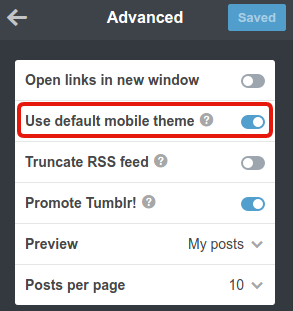 Advanced
Saved
Open links in new window
Use default mobile theme ?
Truncate RSS feed ?
Promote Tumblr! ?
Preview My posts
Posts per page 10